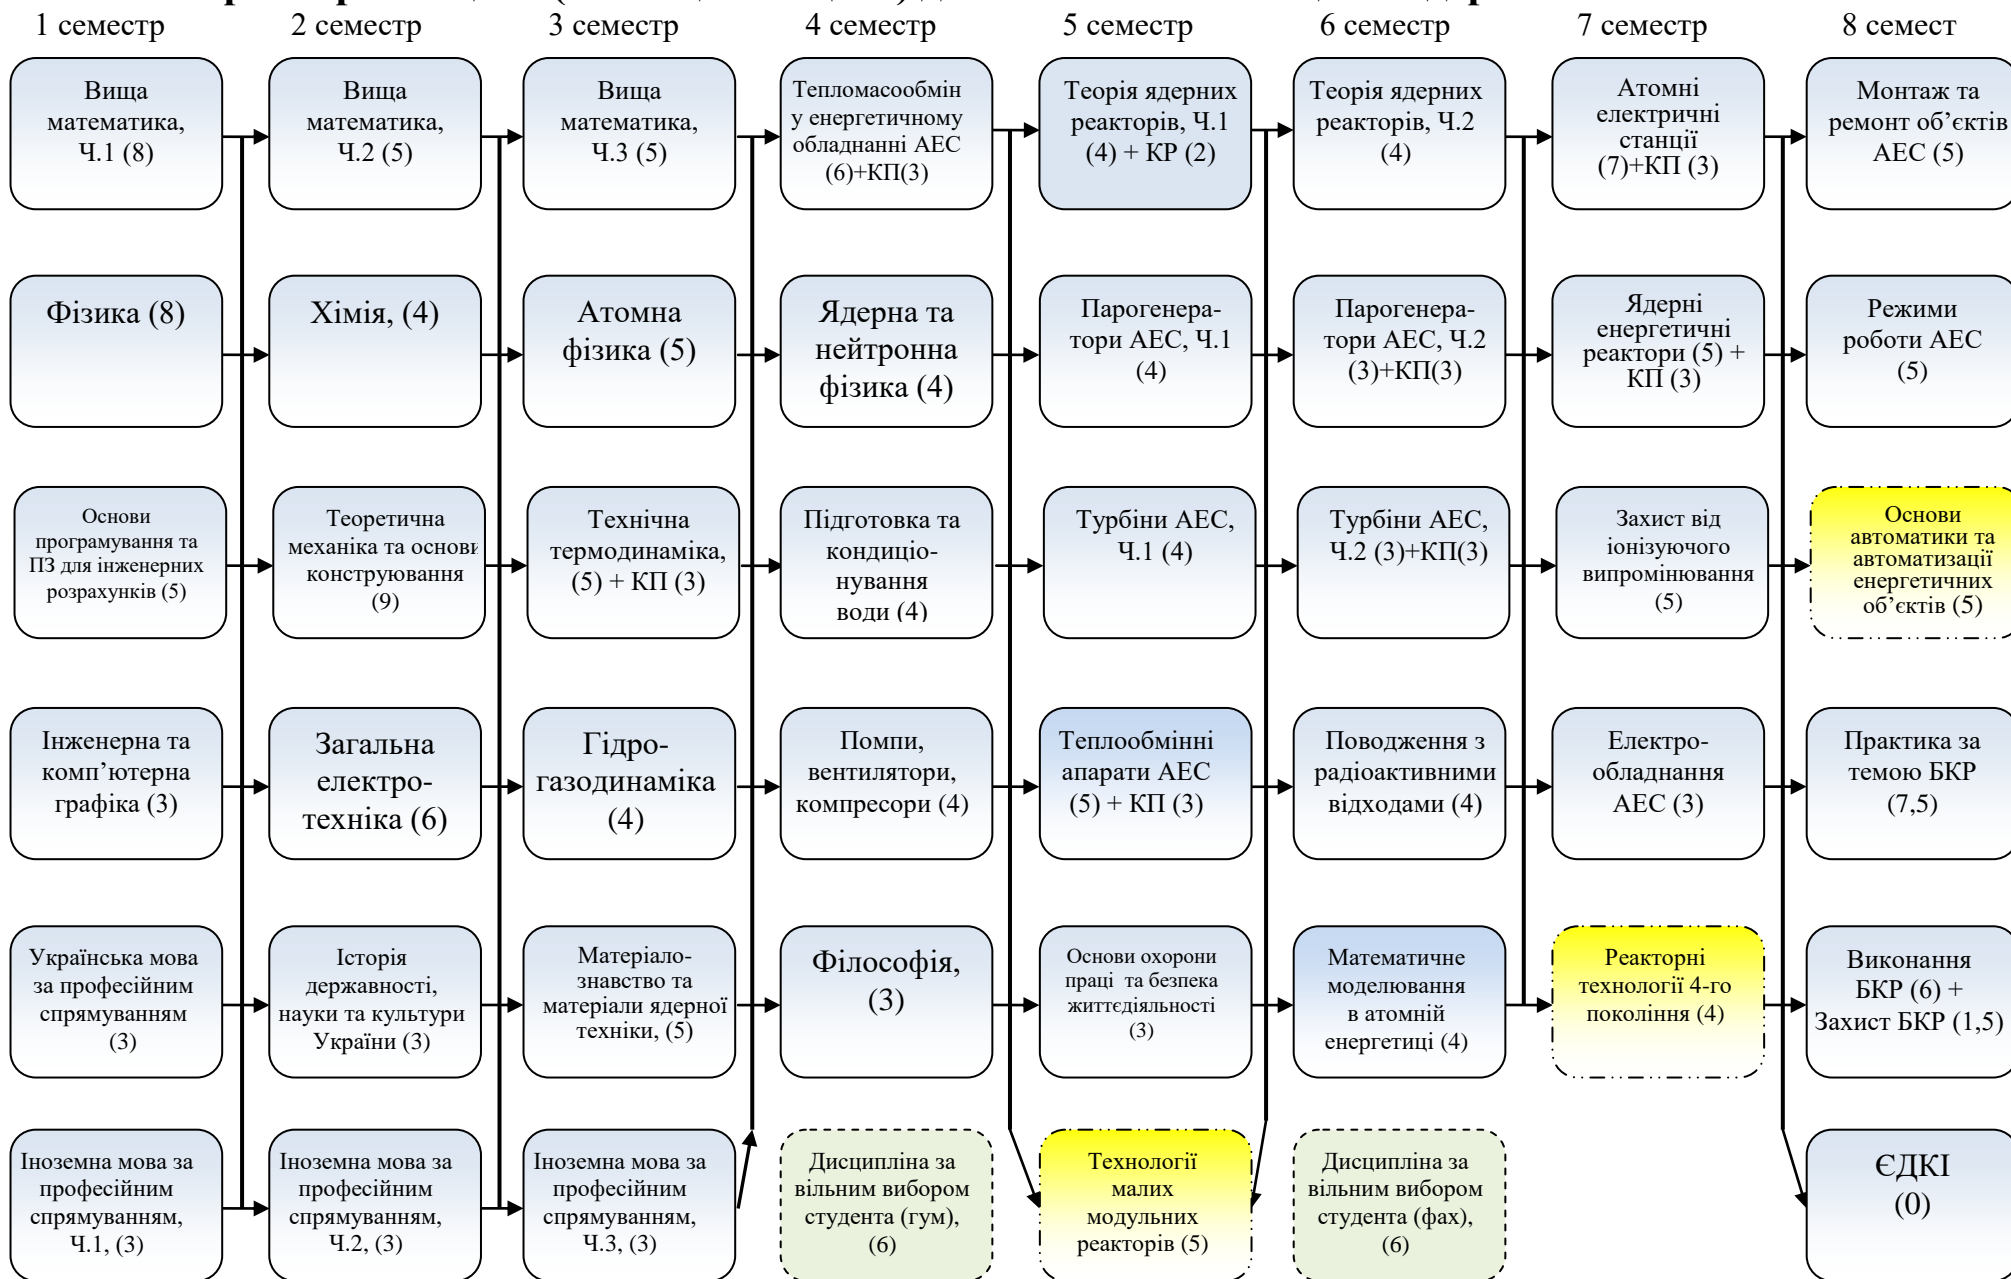 1 семестр
2 семестр
3 семестр
4 семестр
5 семестр
6 семестр
7 семестр
8 семест
Вища
математика,
Ч.1 (8)
Вища
математика,
Ч.2 (5)
Вища
математика,
Ч.3 (5)
Тепломасообмін
у енергетичному
обладнанні АЕС
(6)+КП(3)
Теорія ядерних
реакторів, Ч.1
(4) + КР (2)
Теорія ядерних
реакторів, Ч.2
(4)
Атомні
електричні
станції
(7)+КП (3)
Монтаж та
ремонт об’єктів
АЕС (5)
Фізика (8)
Хімія, (4)
Атомна
фізика (5)
Ядерна та
нейтронна
фізика (4)
Парогенера-
тори АЕС, Ч.1
(4)
Парогенера-
тори АЕС, Ч.2
(3)+КП(3)
Ядерні
енергетичні
реактори (5) +
КП (3)
Режими
роботи АЕС
(5)
Основи
програмування та
ПЗ для інженерних
розрахунків (5)
Теоретична
механіка та основи
конструювання
(9)
Технічна
термодинаміка,
(5) + КП (3)
Підготовка та
кондиціо-
нування
води (4)
Турбіни АЕС,
Ч.1 (4)
Турбіни АЕС,
Ч.2 (3)+КП(3)
Захист від
іонізуючого
випромінювання
(5)
Основи
автоматики та
автоматизації
енергетичних
об’єктів (5)
Інженерна та
комп’ютерна
графіка (3)
Загальна
електро-
техніка (6)
Гідро-
газодинаміка
(4)
Помпи,
вентилятори,
компресори (4)
Теплообмінні
апарати АЕС
(5) + КП (3)
Поводження з
радіоактивними
відходами (4)
Електро-
обладнання
АЕС (3)
Практика за
темою БКР
(7,5)
Українська мова
за професійним
спрямуванням
(3)
Історія
державності,
науки та культури
України (3)
Матеріало-
знавство та
матеріали ядерної
техніки, (5)
Філософія,
(3)
Основи охорони
праці та безпека
життєдіяльності
(3)
Математичне
моделювання
в атомній
енергетиці (4)
Реакторні
технології 4-го
покоління (4)
Виконання
БКР (6) +
Захист БКР (1,5)
Іноземна мова за
професійним
спрямуванням,
Ч.1, (3)
Іноземна мова за
професійним
спрямуванням,
Ч.2, (3)
Іноземна мова за
професійним
спрямуванням,
Ч.3, (3)
Дисципліна за
вільним вибором
студента (гум),
(6)
Технології
малих
модульних
реакторів (5)
Дисципліна за
вільним вибором
студента (фах),
(6)
ЄДКІ
(0)